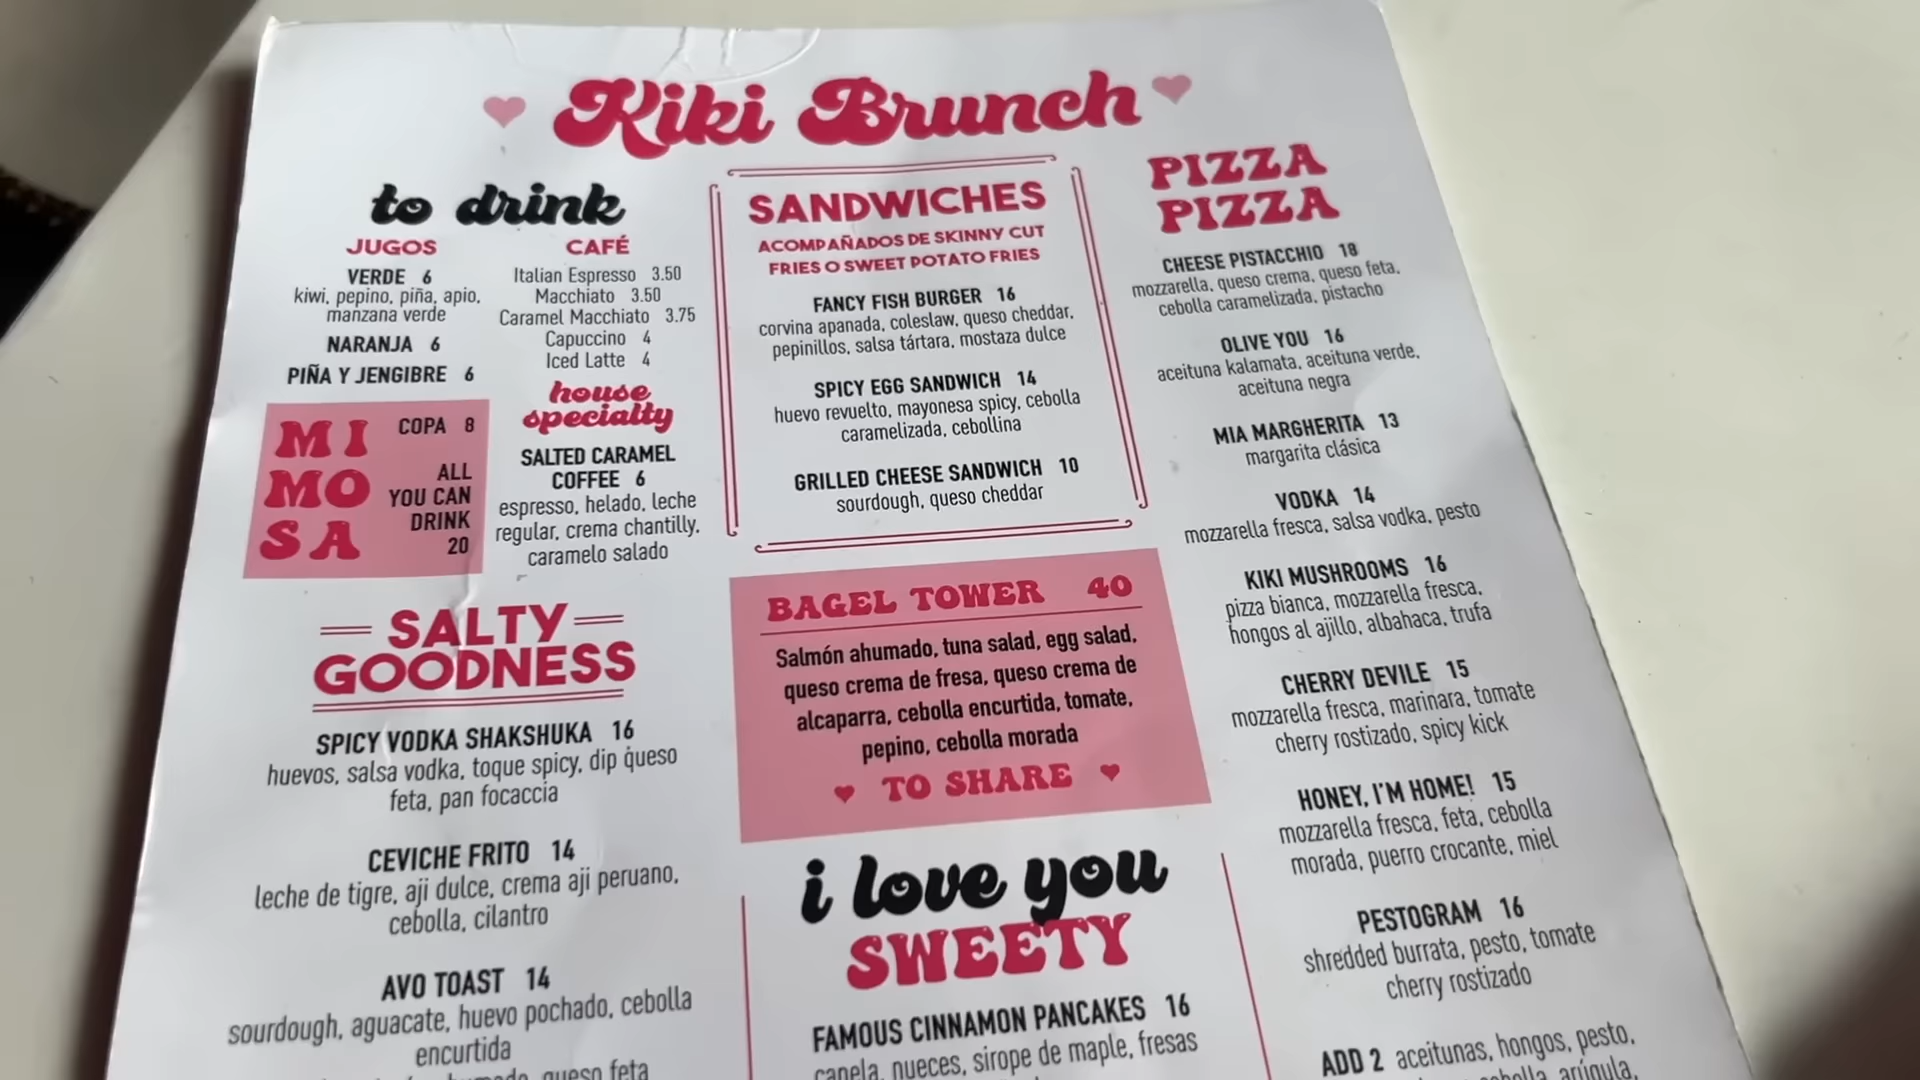 Kiki Brunch
to drink
JUGOS
VERDE 6
kiwi, pepino, piña, apio,
manzana verde
NARANJA 6
PIÑA Y JENGIBRE 6
CAFÉ
Italian Espresso 3.50
Macchiato 3.50
Caramel Macchiato 3.75
Capuccino 4
Iced Latte 4
house
specialty
SALTED CARAMEL
COFFEE 6
espresso, helado, leche
regular, crema chantilly,
caramelo salado
MI
MO
SA
COPA 8
ALL
YOU CAN
DRINK
20
SALTY
GOODNESS
SPICY VODKA SHAKSHUKA 16
huevos, salsa vodka, toque spicy, dip queso
feta, pan focaccia
CEVICHE FRITO 14
leche de tigre, aji dulce, crema aji peruano,
cebolla, cilantro
AVO TOAST 14
sourdough, aguacate, huevo pochado, cebolla
encurtida
queso feta
SANDWICHES
ACOMPAÑADOS DE SKINNY CUT
FRIES O SWEET POTATO FRIES
FANCY FISH BURGER 16
corvina apanada, coleslaw, queso cheddar,
pepinillos, salsa tártara, mostaza dulce
SPICY EGG SANDWICH 14
huevo revuelto, mayonesa spicy, cebolla
caramelizada, cebollina
GRILLED CHEESE SANDWICH 10
sourdough, queso cheddar
BAGEL TOWER 40
Salmón ahumado, tuna salad, egg salad,
queso crema de fresa, queso crema de
alcaparra, cebolla encurtida, tomate,
pepino, cebolla morada
TO SHARE
i love you
SWEETY
FAMOUS CINNAMON PANCAKES 16
canela, nueces, sirope de maple, fresas
PIZZA
PIZZA
CHEESE PISTACCHIO 18
mozzarella, queso crema, queso feta,
cebolla caramelizada, pistacho
OLIVE YOU 16
aceituna kalamata, aceituna verde,
aceituna negra
MIA MARGHERITA 13
margarita clásica
VODKA 14
mozzarella fresca, salsa vodka, pesto
KIKI MUSHROOMS 16
pizza bianca, mozzarella fresca,
hongos al ajillo, albahaca, trufa
CHERRY DEVILE 15
mozzarella fresca, marinara, tomate
cherry rostizado, spicy kick
HONEY, I'M HOME! 15
mozzarella fresca, feta, cebolla
morada, puerro crocante, miel
PESTOGRAM 16
shredded burrata, pesto, tomate
cherry rostizado
ADD 2 aceitunas, hongos, pesto,
cebolla, arúgula,